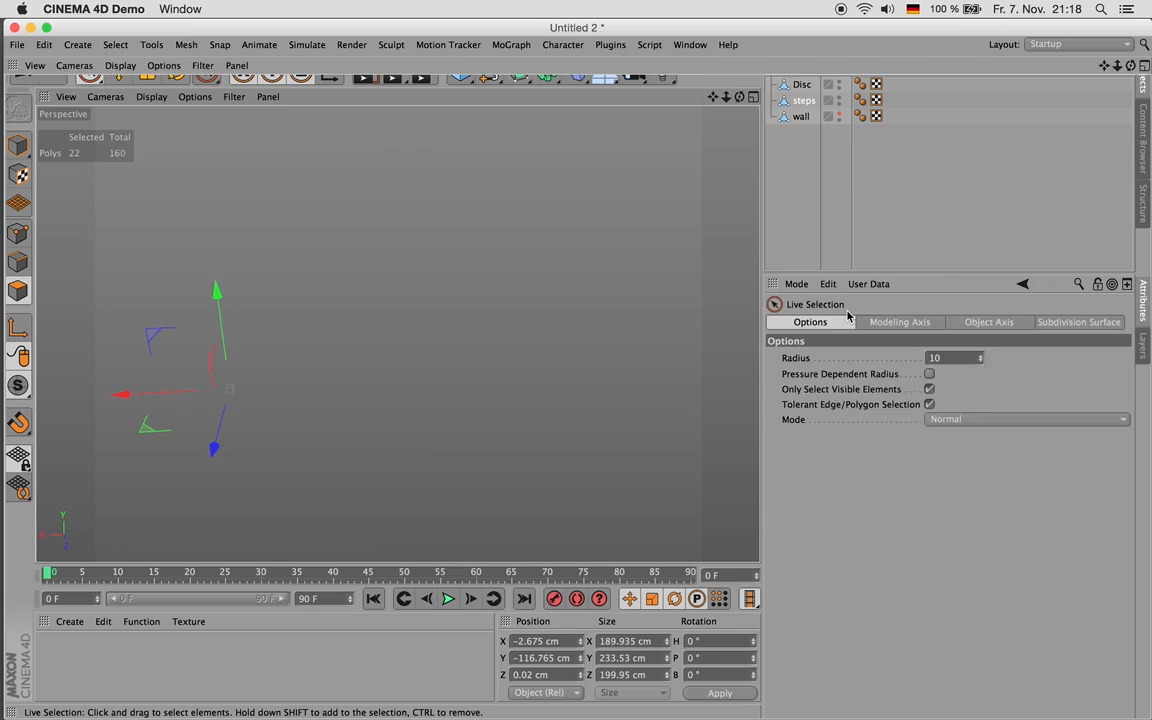 CINEMA 4D Demo Window 100 % Fr. 7. Nov. 21:18
Untitled 2 *
File Edit Create Select Tools Mesh Snap Animate Simulate Render Sculpt Motion Tracker MoGraph Character Plugins Script Window Help Layout: Startup
View Cameras Display Options Filter Panel
View Cameras Display Options Filter Panel
Perspective
Selected Total
Polys 22 160
Y
X
Z
Disc
steps
wall
Content Browser
Structure
Attributes
Layers
Mode Edit User Data
Live Selection
Options Modeling Axis Object Axis Subdivision Surface
Options
Radius 10
Pressure Dependent Radius
Only Select Visible Elements
Tolerant Edge/Polygon Selection
Mode Normal
0 5 10 15 20 25 30 35 40 45 50 55 60 65 70 75 80 85 90 0 F
0 F 0 F 90 F 90 F
Create Edit Function Texture
Position Size Rotation
X -2.675 cm X 189.935 cm H 0 °
Y -116.765 cm Y 233.53 cm P 0 °
Z 0.02 cm Z 199.95 cm B 0 °
Object (Rel) Size Apply
MAXON
CINEMA 4D
Live Selection: Click and drag to select elements. Hold down SHIFT to add to the selection, CTRL to remove.